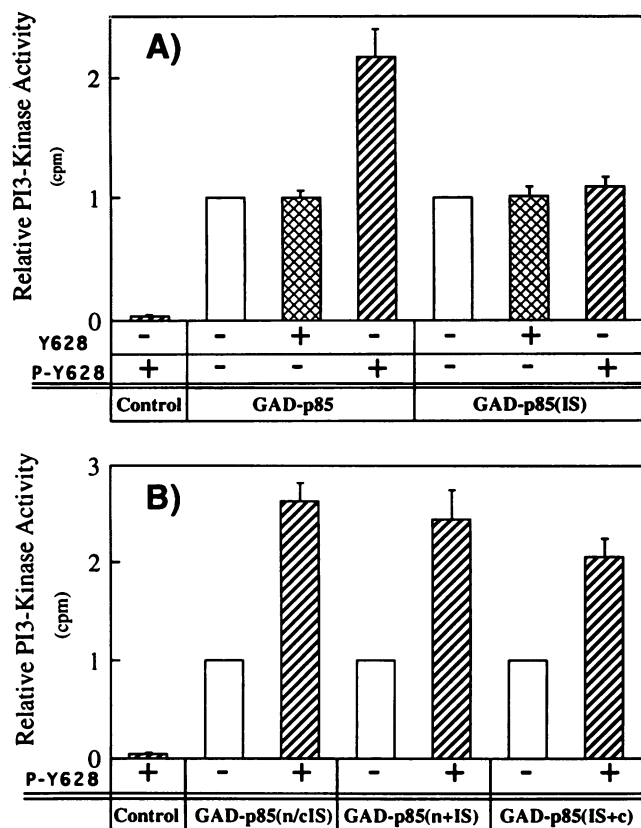 A)
Relative PI3-Kinase Activity
(cpm)
2
1
0
Y628 - - + - - + -
P-Y628 + - - + - - +
Control GAD-p85 GAD-p85(IS)
B)
Relative PI3-Kinase Activity
(cpm)
3
2
1
0
P-Y628 + - + - + - +
Control GAD-p85(n/cIS) GAD-p85(n+IS) GAD-p85(IS+c)